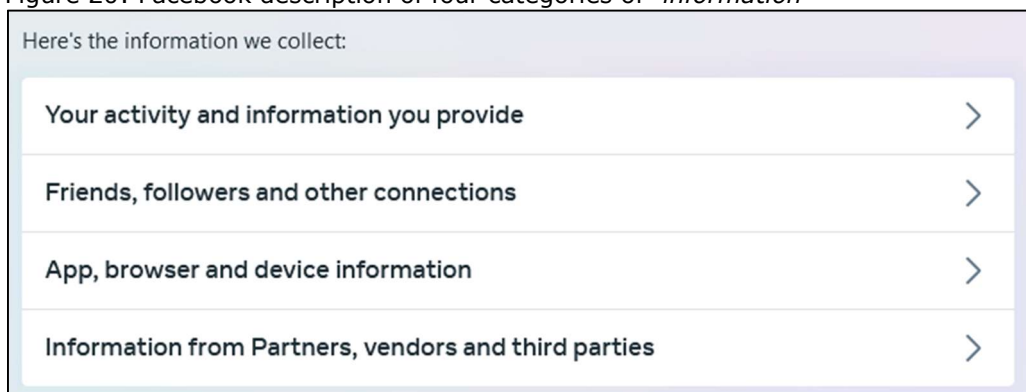 Here's the information we collect:
Your activity and information you provide
Friends, followers and other connections
App, browser and device information
Information from Partners, vendors and third parties